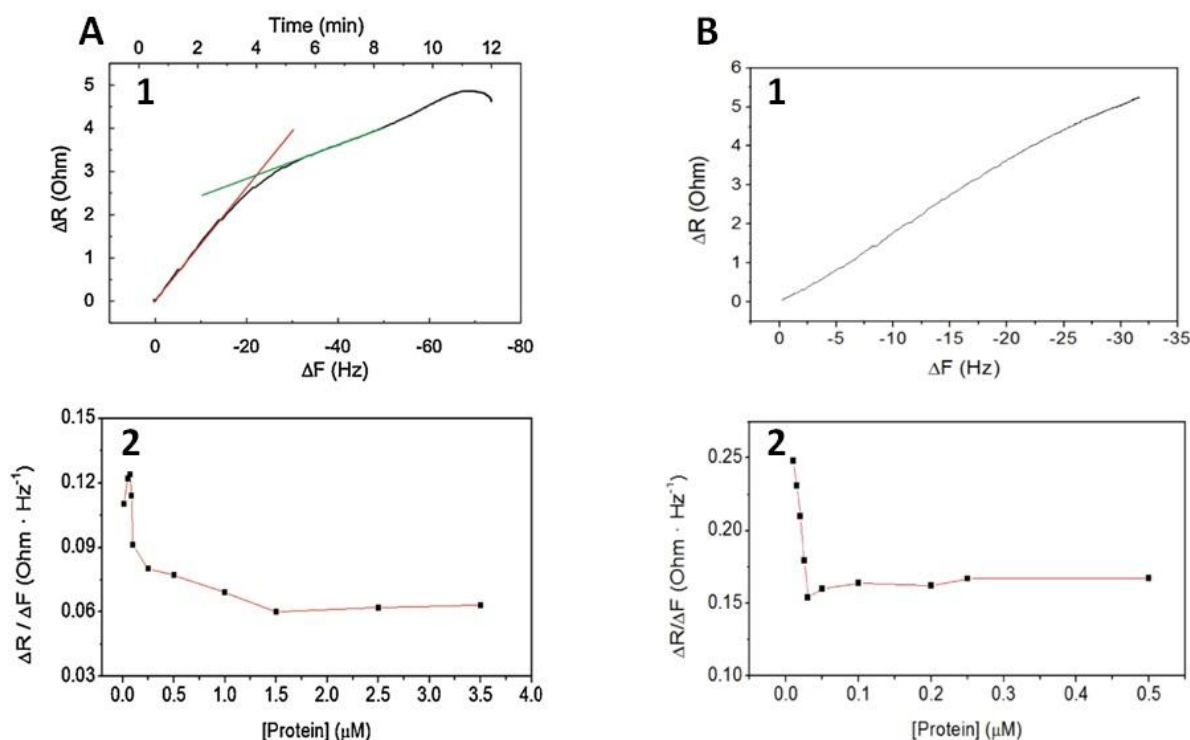 A
Time (min)
0 2 4 6 8 10 12
1
5
4
3
2
1
0
ΔR (Ohm)
0 -20 -40 -60 -80
ΔF (Hz)
B
1
6
5
4
3
2
1
0
ΔR (Ohm)
0 -5 -10 -15 -20 -25 -30 -35
ΔF (Hz)
2
0.15
0.12
0.09
0.06
0.03
ΔR / ΔF (Ohm · Hz⁻¹)
0.0 0.5 1.0 1.5 2.0 2.5 3.0 3.5 4.0
[Protein] (μM)
2
0.25
0.20
0.15
0.10
ΔR/ΔF (Ohm · Hz⁻¹)
0.0 0.1 0.2 0.3 0.4 0.5
[Protein] (μM)